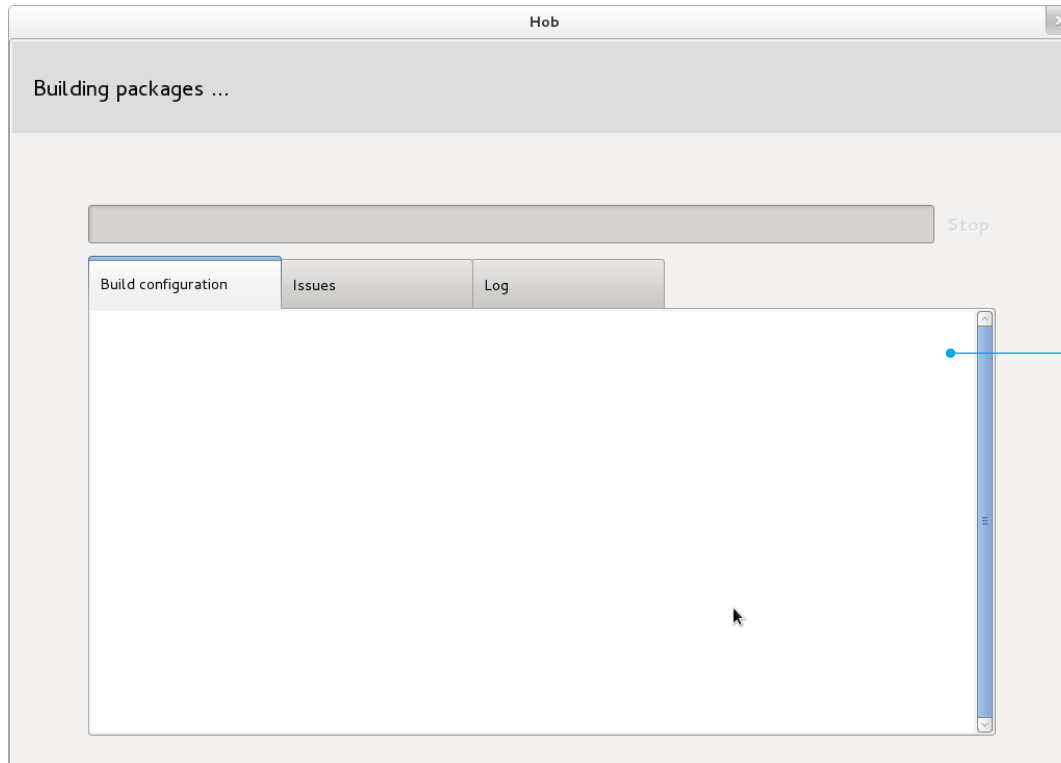 Hob
Building packages ...
Stop
Build configuration
Issues
Log